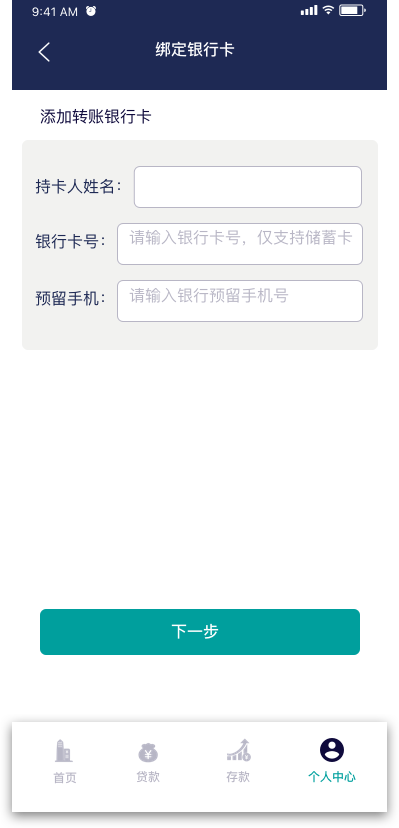 9:41 AM
绑定银行卡
添加转账银行卡
持卡人姓名：
银行卡号： 请输入银行卡号，仅支持储蓄卡
预留手机： 请输入银行预留手机号
下一步
首页 贷款 存款 个人中心